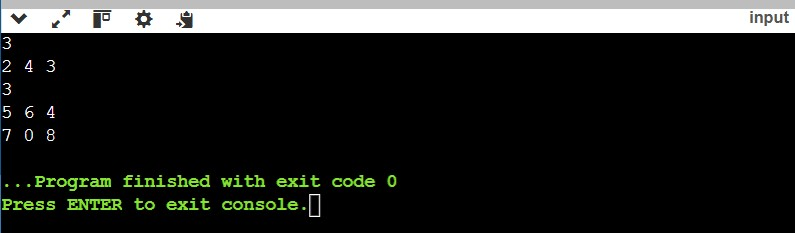 input
3
2 4 3
3
5 6 4
7 0 8
...Program finished with exit code 0
Press ENTER to exit console.